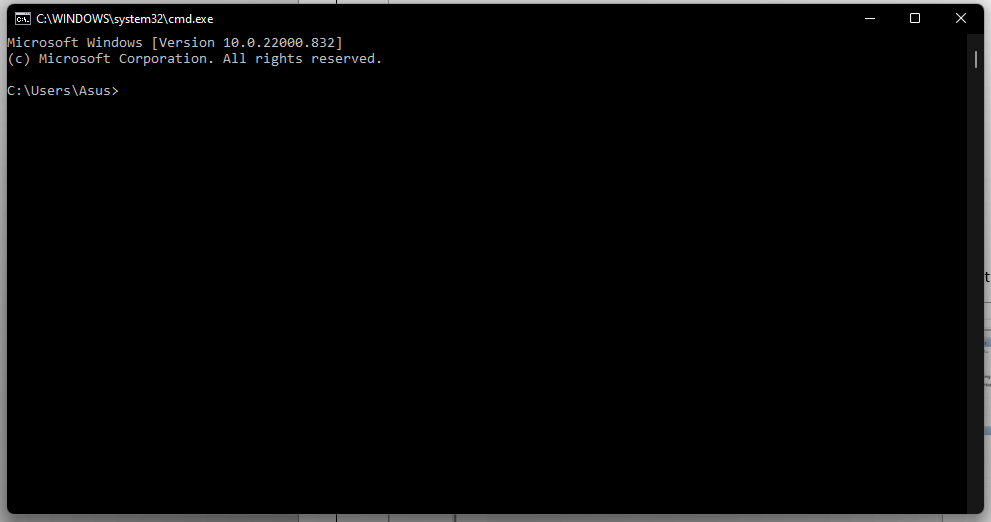 C:\WINDOWS\system32\cmd.exe
Microsoft Windows [Version 10.0.22000.832]
(c) Microsoft Corporation. All rights reserved.
C:\Users\Asus>
t